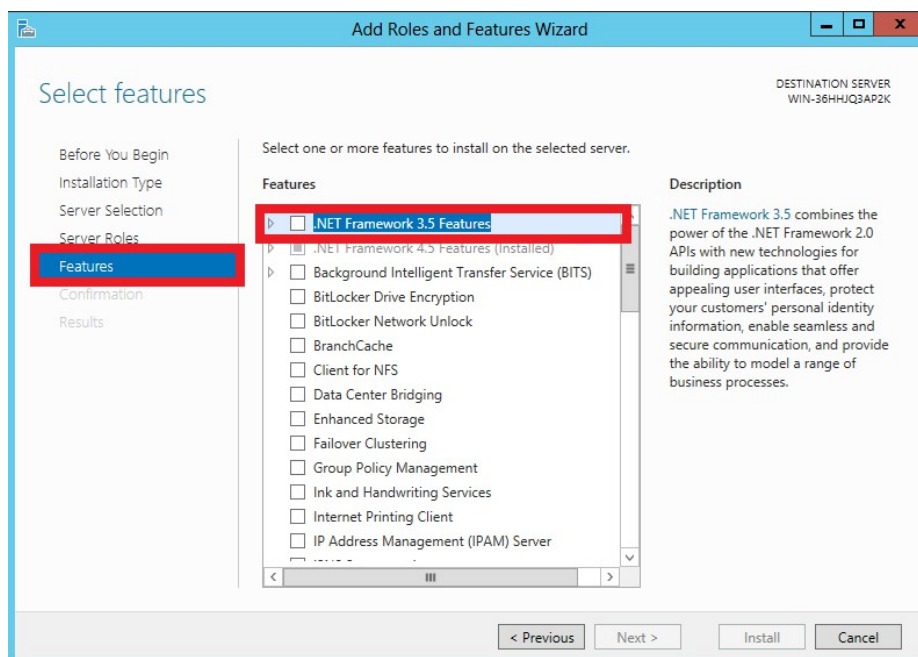 Add Roles and Features Wizard
Select features
DESTINATION SERVER
WIN-36HHJQ3AP2K
Before You Begin
Installation Type
Server Selection
Server Roles
Features
Confirmation
Results
Select one or more features to install on the selected server.
Features
.NET Framework 3.5 Features
.NET Framework 4.5 Features (Installed)
Background Intelligent Transfer Service (BITS)
BitLocker Drive Encryption
BitLocker Network Unlock
BranchCache
Client for NFS
Data Center Bridging
Enhanced Storage
Failover Clustering
Group Policy Management
Ink and Handwriting Services
Internet Printing Client
IP Address Management (IPAM) Server
Description
.NET Framework 3.5 combines the
power of the .NET Framework 2.0
APIs with new technologies for
building applications that offer
appealing user interfaces, protect
your customers' personal identity
information, enable seamless and
secure communication, and provide
the ability to model a range of
business processes.
< Previous
Next >
Install
Cancel